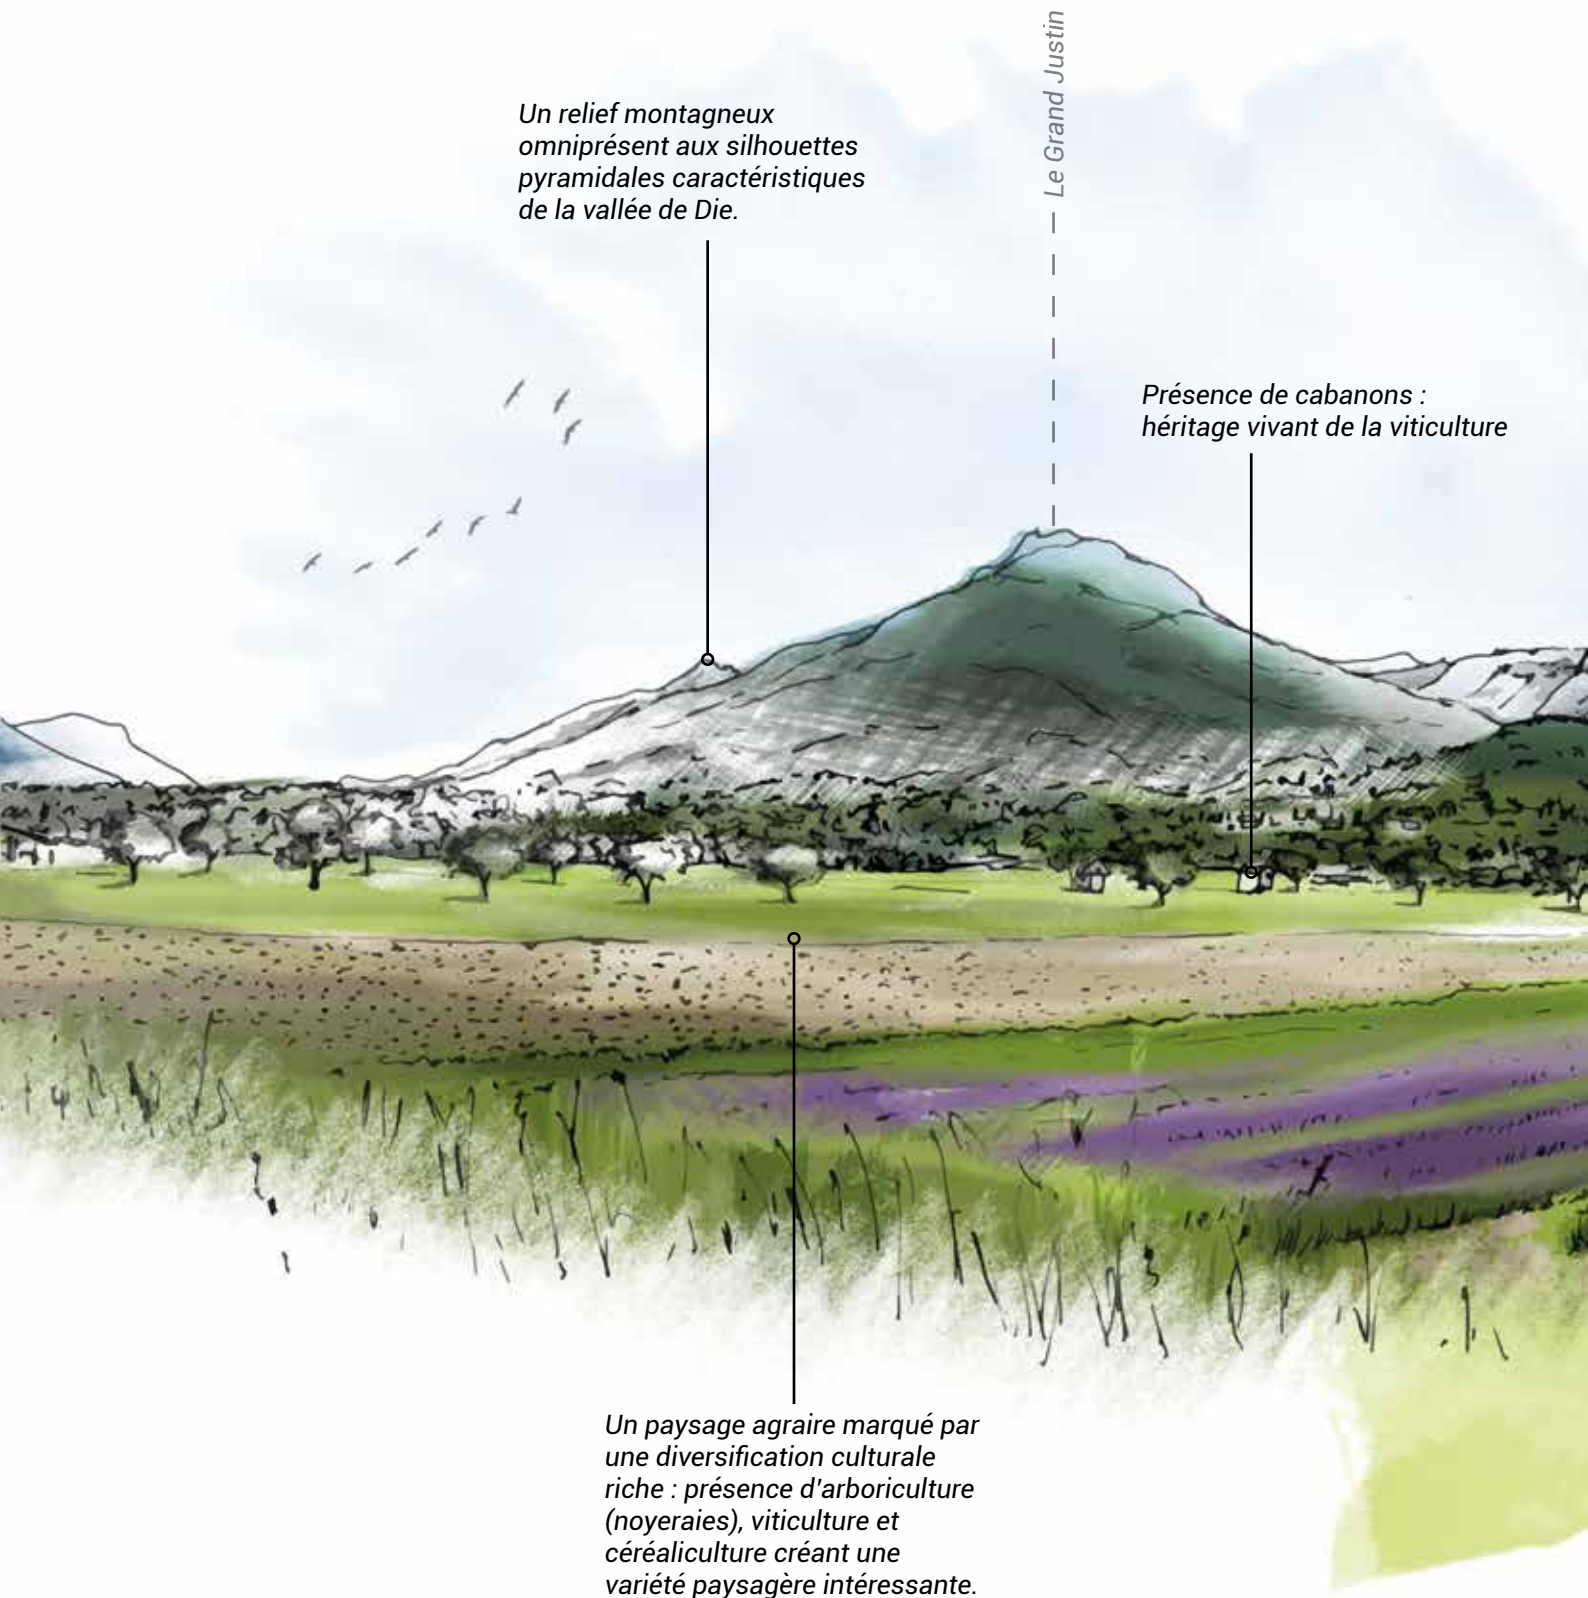 Le Grand Justin
Un relief montagneux
omniprésent aux silhouettes
pyramidales caractéristiques
de la vallée de Die.
Présence de cabanons :
héritage vivant de la viticulture
Un paysage agraire marqué par
une diversification culturale
riche : présence d'arboriculture
(noyeraies), viticulture et
céréaliculture créant une
variété paysagère intéressante.